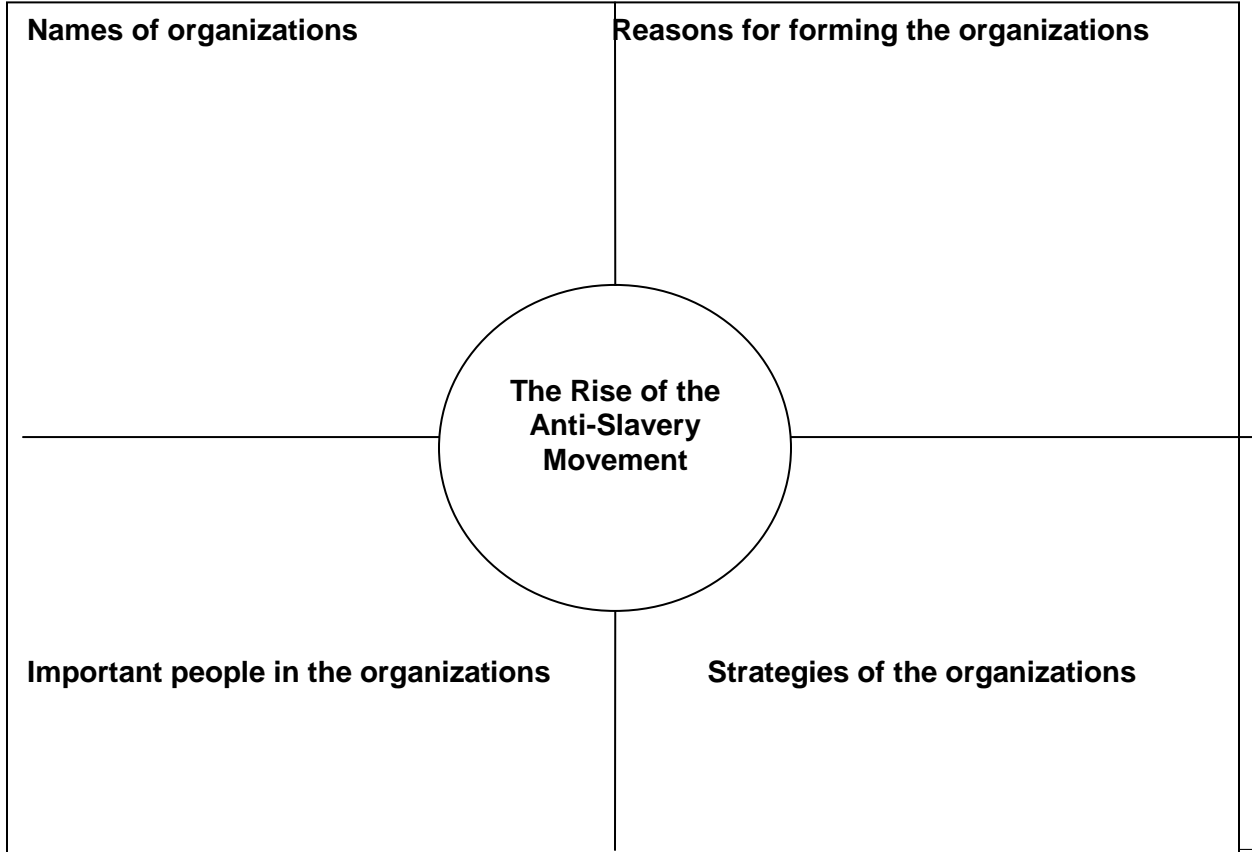 Names of organizations
Reasons for forming the organizations
The Rise of the
Anti-Slavery
Movement
Important people in the organizations
Strategies of the organizations